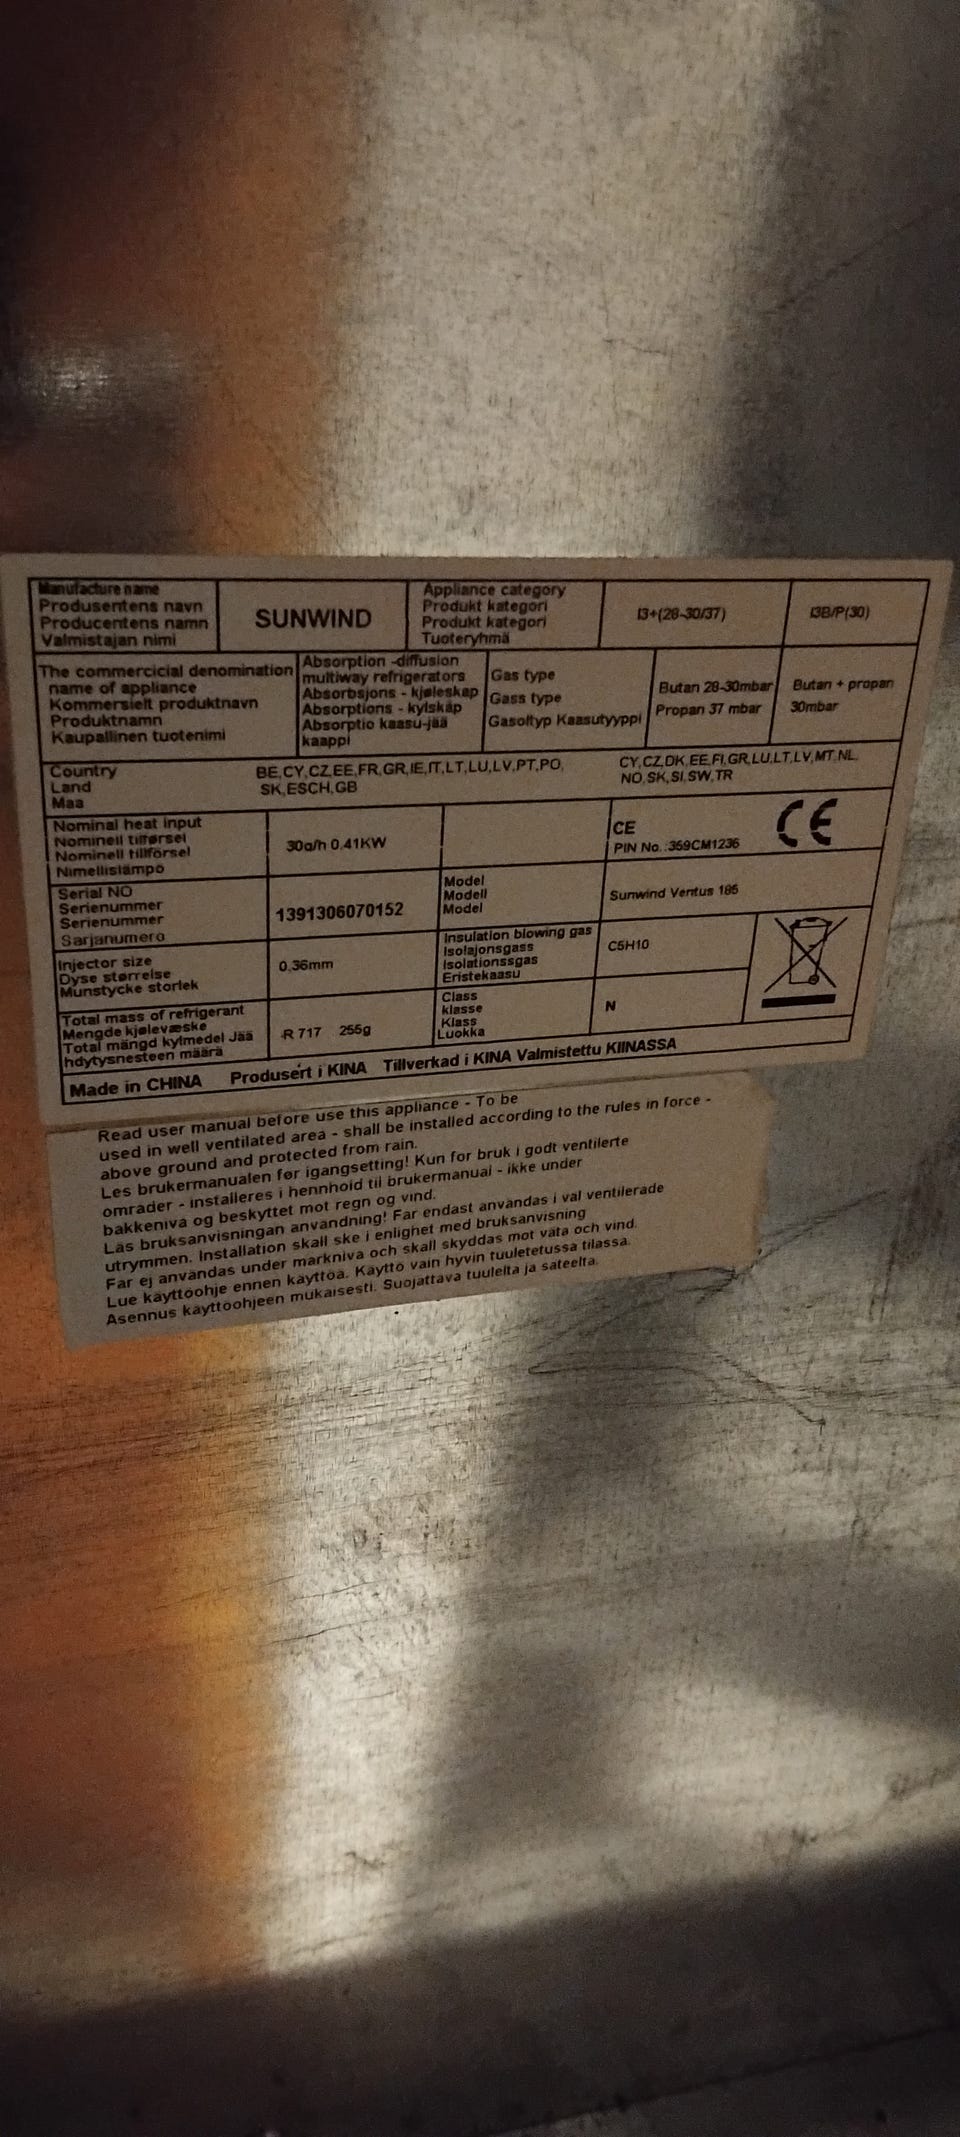 Manufacture name
Produsentens navn
Producentens namn
Valmistajan nimi
SUNWIND
Appliance category
Produkt kategori
Produkt kategori
Tuoteryhmä
I3+(28-30/37)
I3B/P(30)
The commercicial denomination
name of appliance
Kommersielt produktnavn
Produktnamn
Kaupallinen tuotenimi
Absorption -diffusion
multiway refrigerators
Absorbsjons - kjøleskap
Absorptions - kylskåp
Absorptio kaasu-jää
kaappi
Gas type
Gass type
Gasoltyp Kaasutyyppi
Butan 28-30mbar
Propan 37 mbar
Butan + propan
30mbar
Country
Land
Maa
BE,CY,CZ,EE,FR,GR,IE,IT,LT,LU,LV,PT,PO,
SK,ESCH,GB
CY,CZ,DK,EE,FI,GR,LU,LT,LV,MT,NL,
NO,SK,SI,SW,TR
Nominal heat input
Nominell tilførsel
Nominell tillförsel
Nimellislämpö
30g/h 0.41KW
CE
PIN No.:359CM1236
CE
Serial NO
Serienummer
Serienummer
Sarjanumero
1391306070152
Model
Modell
Model
Sunwind Ventus 185
Injector size
Dyse størrelse
Munstycke storlek
0.36mm
Insulation blowing gas
Isolajonsgass
Isolationssgas
Eristekaasu
C5H10
Total mass of refrigerant
Mengde kjølevæske
Total mängd kylmedel Jää
hdytysnesteen määrä
R 717 255g
Class
klasse
Klass
Luokka
N
Made in CHINA Produsert i KINA Tillverkad i KINA Valmistettu KIINASSA
Read user manual before use this appliance - To be
used in well ventilated area - shall be installed according to the rules in force -
above ground and protected from rain.
Les brukermanualen før igangsetting! Kun for bruk i godt ventilerte
omrader - installeres i hennhold til brukermanual - ikke under
bakkeniva og beskyttet mot regn og vind.
Läs bruksanvisningan användning! Far endast användas i väl ventilerade
utrymmen. Installation skall ske i enlighet med bruksanvisning
Far ej användas under markniva och skall skyddas mot väta och vind.
Lue käyttöohje ennen käyttöä. Käyttö vain hyvin tuuletetussa tilassa.
Asennus käyttöohjeen mukaisesti. Suojattava tuulelta ja sateelta.